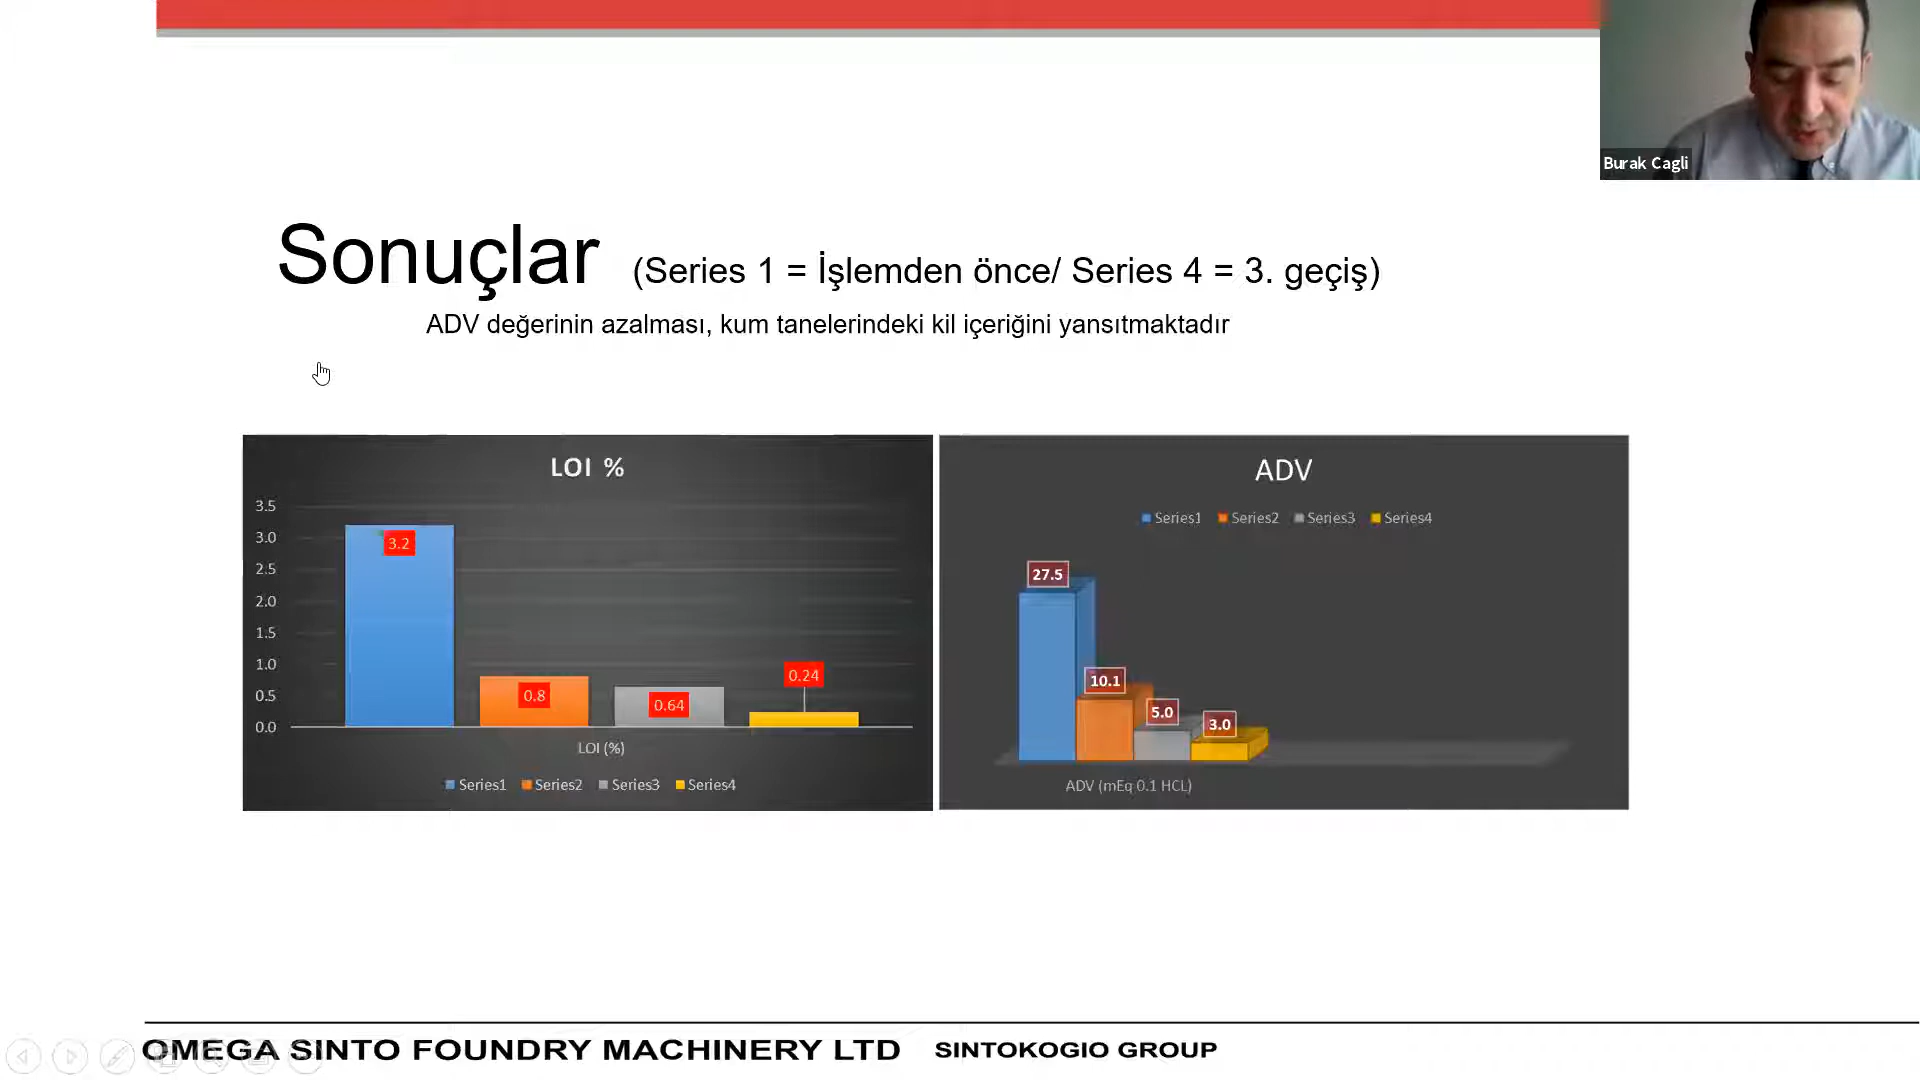 Burak Cagli
Sonuçlar (Series 1 = İşlemden önce/ Series 4 = 3. geçiş)
ADV değerinin azalması, kum tanelerindeki kil içeriğini yansıtmaktadır
LOI %
3.5
3.0
2.5
2.0
1.5
1.0
0.5
0.0
3.2
0.8
0.64
0.24
LOI (%)
Series1 Series2 Series3 Series4
ADV
Series1 Series2 Series3 Series4
27.5
10.1
5.0
3.0
ADV (mEq 0.1 HCL)
OMEGA SINTO FOUNDRY MACHINERY LTD SINTOKOGIO GROUP